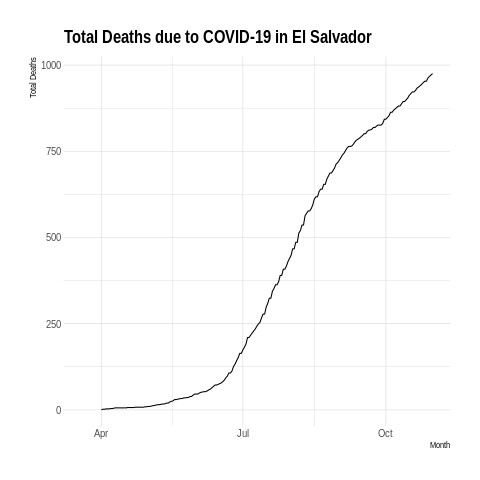 Total Deaths due to COVID-19 in El Salvador
Total Deaths
1000
750
500
250
0
Apr Jul Oct
Month